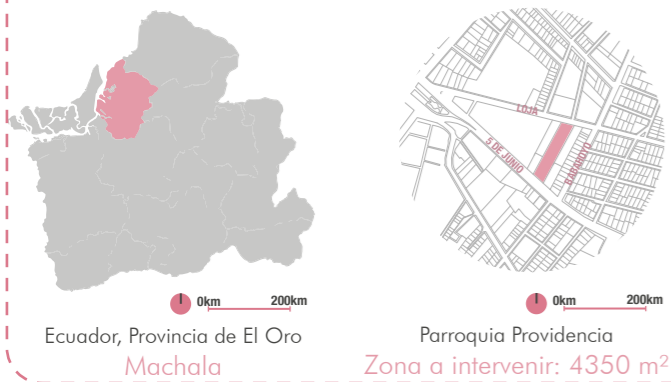 LOJA
5 DE JUNIO
BABAHOYO
0km 200km
Ecuador, Provincia de El Oro
Machala
0km 200km
Parroquia Providencia
Zona a intervenir: 4350 m²